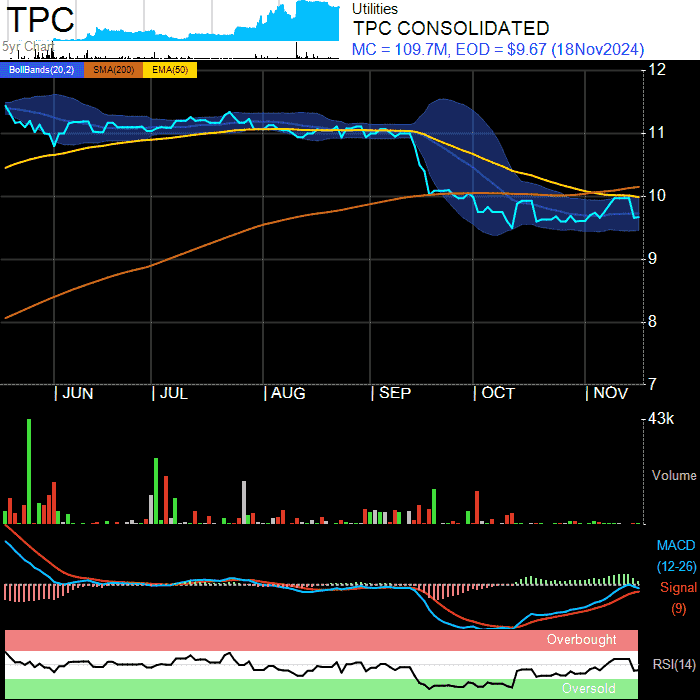 TPC
5yr Chart
Utilities
TPC CONSOLIDATED
MC = 109.7M, EOD = $9.67 (18Nov2024)
BollBands(20,2) SMA(200) EMA(50)
12
11
10
9
8
7
JUN JUL AUG SEP OCT NOV
43k
Volume
MACD
(12-26)
Signal
(9)
Overbought
RSI(14)
Oversold